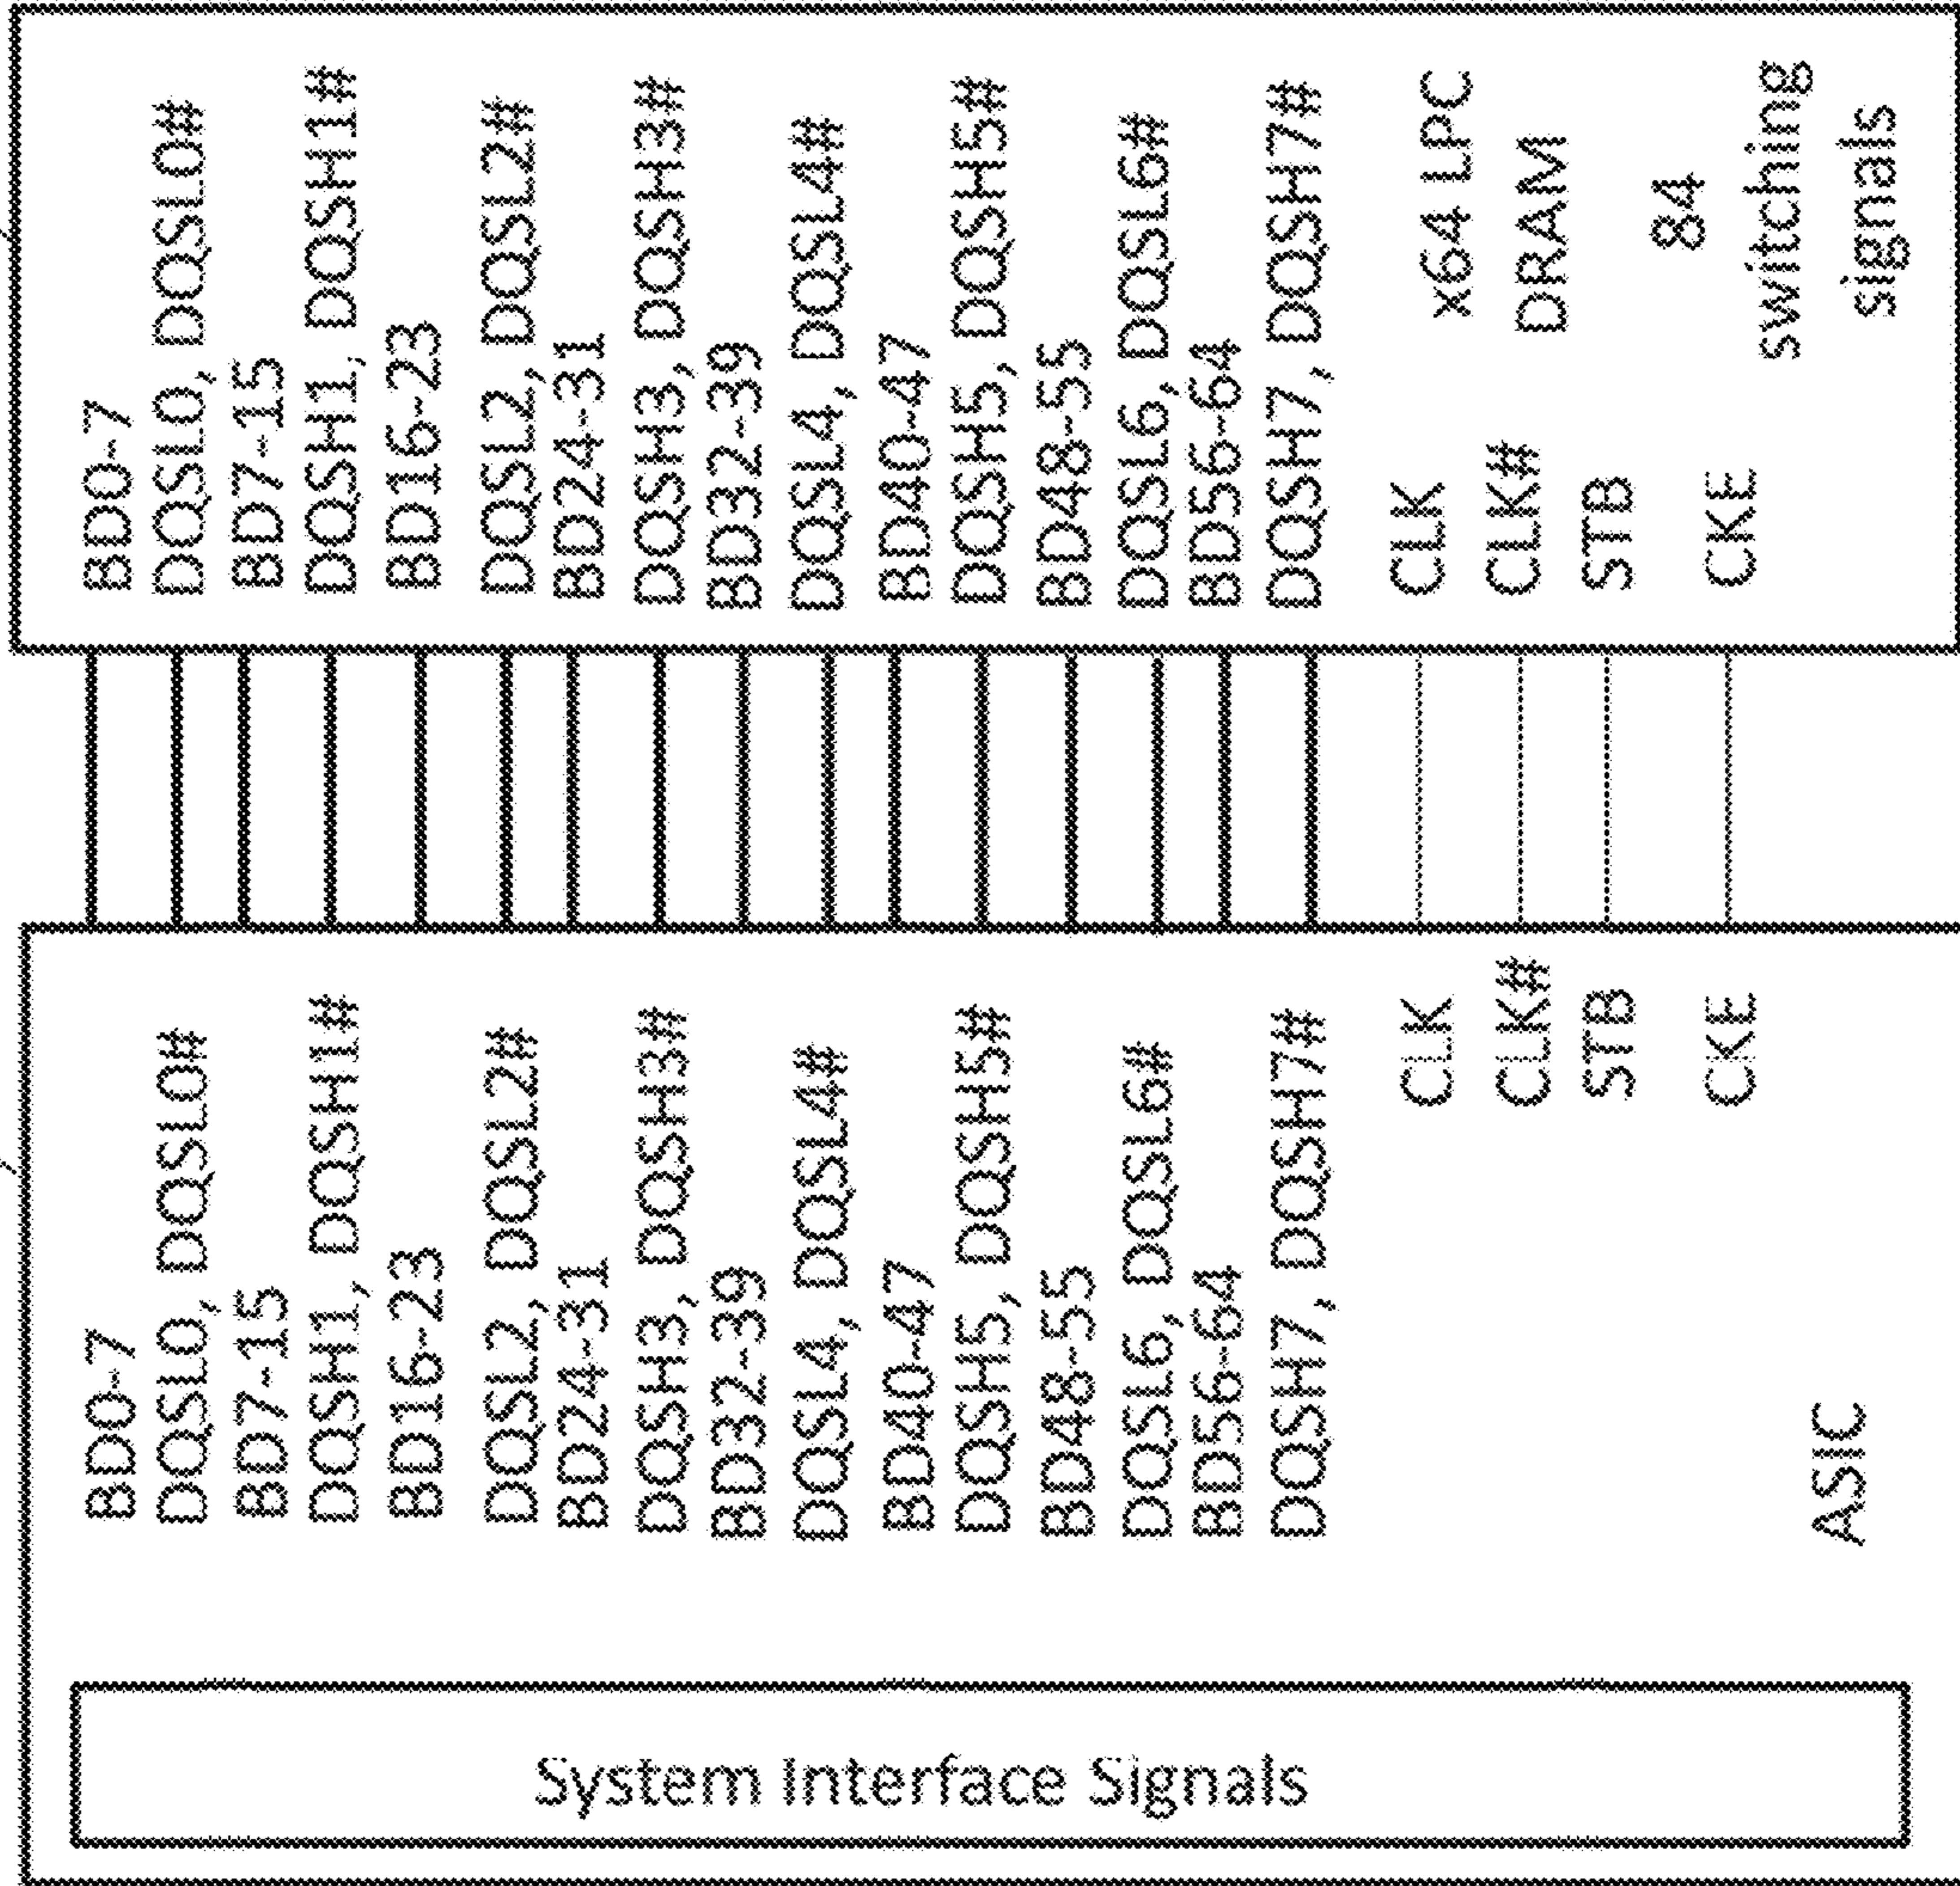 BD0-7
DQSL0, DQSL0#
BD7-15
DQSH1, DQSH1#
BD16-23
DQSL2, DQSL2#
BD24-31
DQSH3, DQSH3#
BD32-39
DQSL4, DQSL4#
BD40-47
DQSH5, DQSH5#
BD48-55
DQSL6, DQSL6#
BD56-64
DQSH7, DQSH7#
CLK
CLK#
STB
CKE
x64 LPC
DRAM
84
switching
signals
BD0-7
DQSL0, DQSL0#
BD7-15
DQSH1, DQSH1#
BD16-23
DQSL2, DQSL2#
BD24-31
DQSH3, DQSH3#
BD32-39
DQSL4, DQSL4#
BD40-47
DQSH5, DQSH5#
BD48-55
DQSL6, DQSL6#
BD56-64
DQSH7, DQSH7#
CLK
CLK#
STB
CKE
ASIC
System Interface Signals